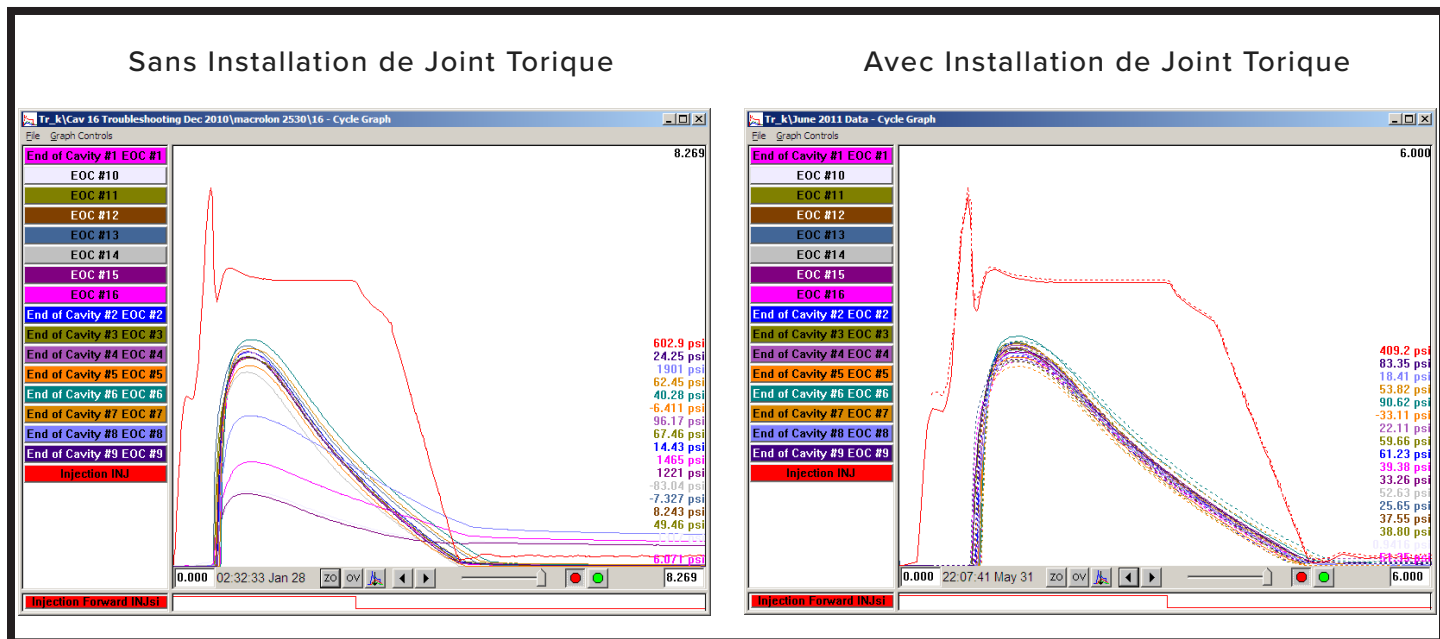 Sans Installation de Joint Torique
Tr_k\Cav 16 Troubleshooting Dec 2010\macrolon 2530\16 - Cycle Graph
File Graph Controls
End of Cavity #1 EOC #1
EOC #10
EOC #11
EOC #12
EOC #13
EOC #14
EOC #15
EOC #16
End of Cavity #2 EOC #2
End of Cavity #3 EOC #3
End of Cavity #4 EOC #4
End of Cavity #5 EOC #5
End of Cavity #6 EOC #6
End of Cavity #7 EOC #7
End of Cavity #8 EOC #8
End of Cavity #9 EOC #9
Injection INJ
8.269
602.9 psi
24.25 psi
1901 psi
62.45 psi
40.28 psi
-6.411 psi
96.17 psi
67.46 psi
14.43 psi
1465 psi
1221 psi
-83.04 psi
-7.327 psi
8.243 psi
49.46 psi
6.071 psi
0.000 02:32:33 Jan 28 ZO OV 8.269
Injection Forward INJsi
Avec Installation de Joint Torique
Tr_k\June 2011 Data - Cycle Graph
File Graph Controls
End of Cavity #1 EOC #1
EOC #10
EOC #11
EOC #12
EOC #13
EOC #14
EOC #15
EOC #16
End of Cavity #2 EOC #2
End of Cavity #3 EOC #3
End of Cavity #4 EOC #4
End of Cavity #5 EOC #5
End of Cavity #6 EOC #6
End of Cavity #7 EOC #7
End of Cavity #8 EOC #8
End of Cavity #9 EOC #9
Injection INJ
6.000
409.2 psi
83.35 psi
18.41 psi
53.82 psi
90.62 psi
-33.11 psi
22.11 psi
59.66 psi
61.23 psi
39.38 psi
33.26 psi
52.63 psi
25.65 psi
37.55 psi
38.80 psi
0.000 22:07:41 May 31 ZO OV 6.000
Injection Forward INJsi